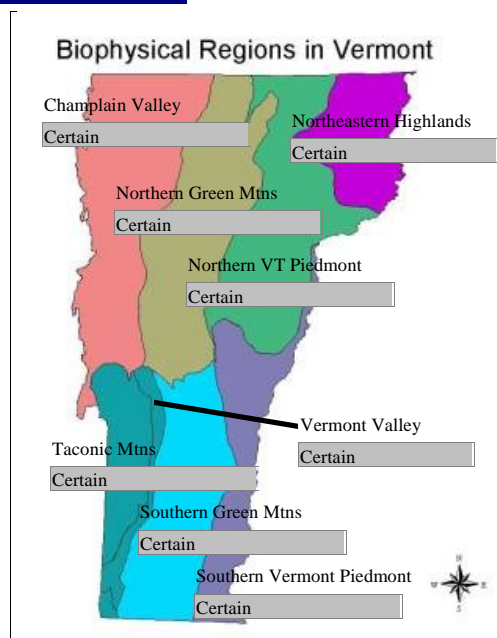 Biophysical Regions in Vermont
Champlain Valley
Certain
Northeastern Highlands
Certain
Northern Green Mtns
Certain
Northern VT Piedmont
Certain
Vermont Valley
Certain
Taconic Mtns
Certain
Southern Green Mtns
Certain
Southern Vermont Piedmont
Certain
N
W E
S